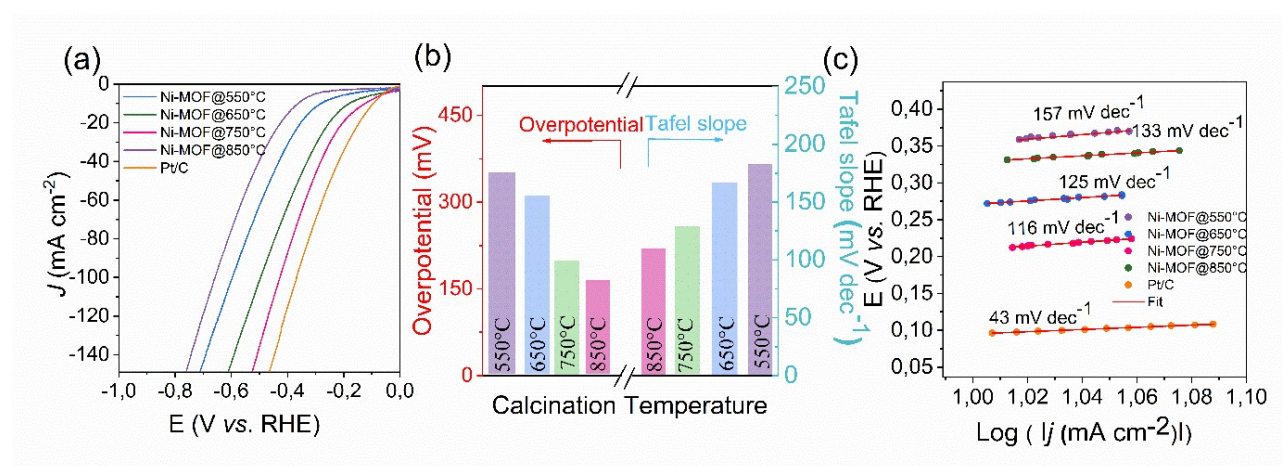 (a)
0
-20
-40
-60
-80
-100
-120
-140
J (mA cm-2)
Ni-MOF@550°C
Ni-MOF@650°C
Ni-MOF@750°C
Ni-MOF@850°C
Pt/C
-1,0
-0,8
-0,6
-0,4
-0,2
0,0
E (V vs. RHE)
(b)
450
300
150
0
Overpotential (mV)
Overpotential
Tafel slope
550°C
650°C
750°C
850°C
850°C
750°C
650°C
550°C
Calcination Temperature
250
200
150
100
50
0
Tafel slope (mV dec-1)
(c)
0,40
0,35
0,30
0,25
0,20
0,15
0,10
0,05
E (V vs. RHE)
157 mV dec-1
133 mV dec-1
125 mV dec-1
116 mV dec-1
43 mV dec-1
Ni-MOF@550°C
Ni-MOF@650°C
Ni-MOF@750°C
Ni-MOF@850°C
Pt/C
Fit
1,00
1,02
1,04
1,06
1,08
1,10
Log ( |j (mA cm-2)|)